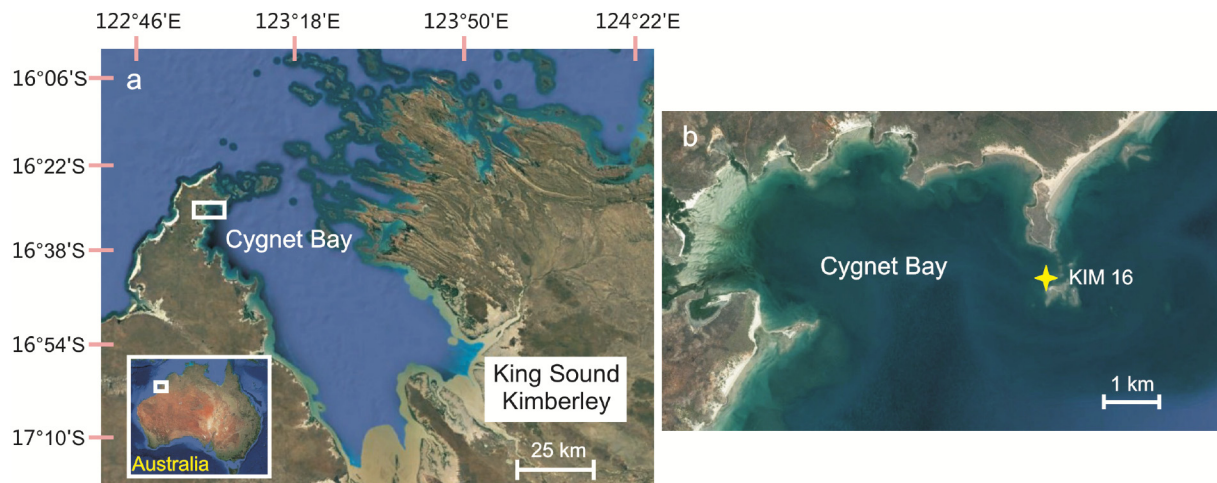 122°46'E
123°18'E
123°50'E
124°22'E
16°06'S
16°22'S
16°38'S
16°54'S
17°10'S
a
Cygnet Bay
King Sound
Kimberley
25 km
Australia
b
Cygnet Bay
KIM 16
1 km